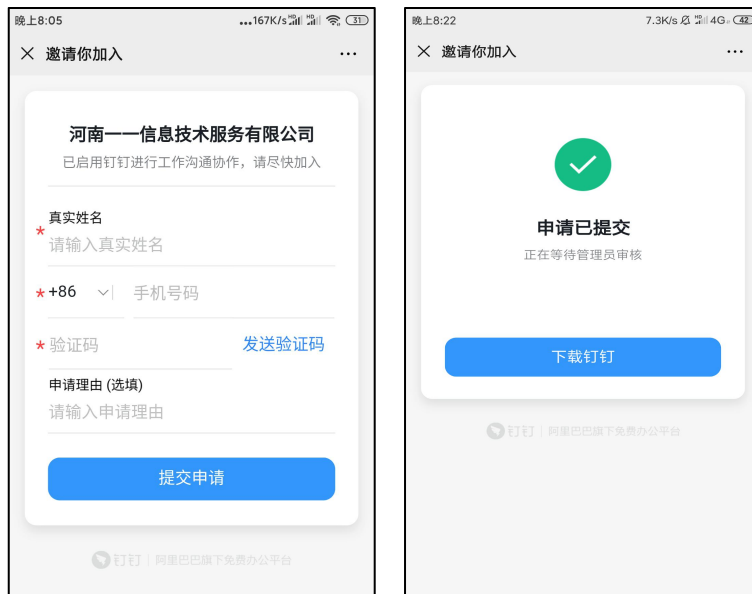 晚上8:05
...167K/s HD HD 31
邀请你加入
河南一一信息技术服务有限公司
已启用钉钉进行工作沟通协作，请尽快加入
真实姓名
* 请输入真实姓名
* +86 手机号码
* 验证码 发送验证码
申请理由 (选填)
请输入申请理由
提交申请
钉钉 | 阿里巴巴旗下免费办公平台
晚上8:22
7.3K/s HD 4G 42
邀请你加入
申请已提交
正在等待管理员审核
下载钉钉
钉钉 | 阿里巴巴旗下免费办公平台